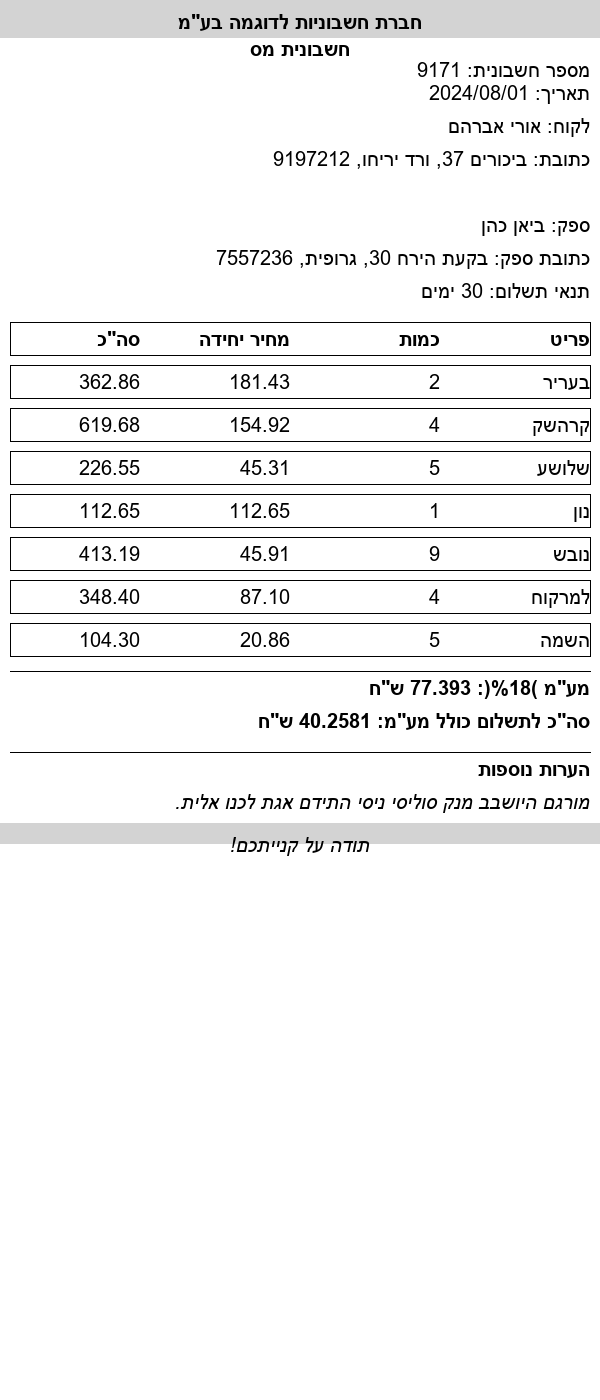 חברת חשבוניות לדוגמה בע"מ
חשבונית מס
מספר חשבונית: 9171
תאריך: 2024/08/01
לקוח: אורי אברהם
כתובת: ביכורים 37, ורד יריחו, 9197212
ספק: ביאן כהן
כתובת ספק: בקעת הירח 30, גרופית, 7557236
תנאי תשלום: 30 ימים
פריט כמות מחיר יחידה סה"כ
בעריר 2 181.43 362.86
קרהשק 4 154.92 619.68
שלושע 5 45.31 226.55
נון 1 112.65 112.65
נובש 9 45.91 413.19
למרקוח 4 87.10 348.40
השמה 5 20.86 104.30
מע"מ )18%(: 77.393 ש"ח
סה"כ לתשלום כולל מע"מ: 40.2581 ש"ח
הערות נוספות
מורגם היושבב מנק סוליסי ניסי התידם אגת לכנו אלית.
תודה על קנייתכם!